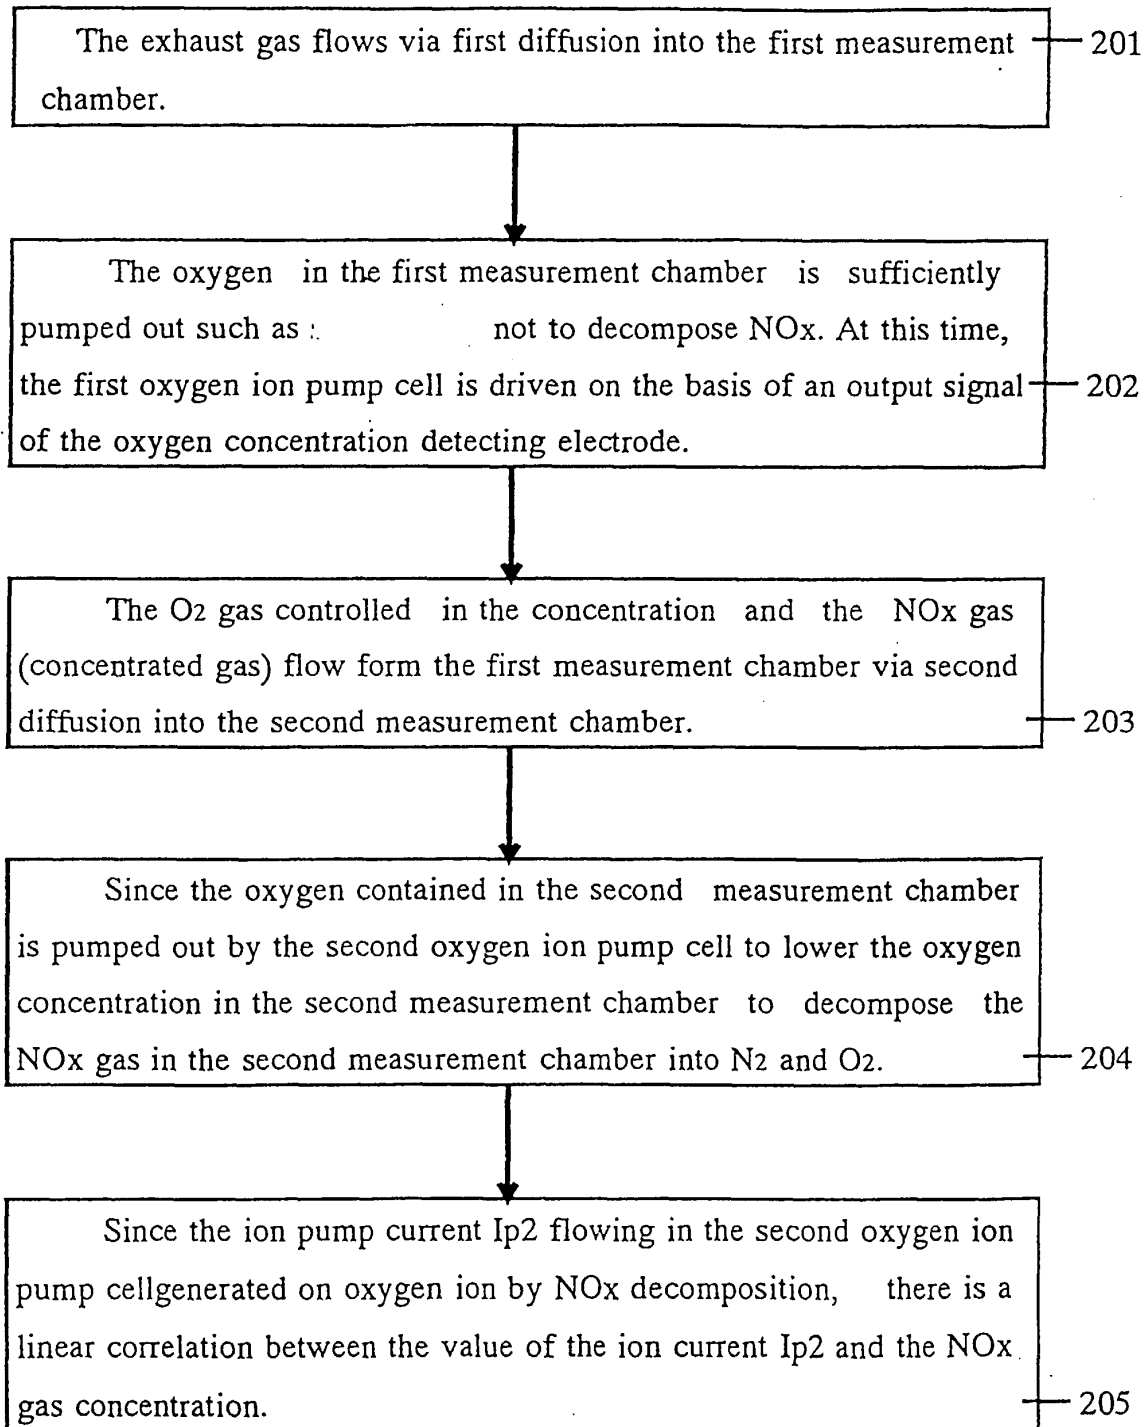 The exhaust gas flows via first diffusion into the first measurement
201
chamber.
The oxygen in the first measurement chamber is sufficiently
pumped out such as :. not to decompose NOx. At this time,
the first oxygen ion pump cell is driven on the basis of an output signal
202
of the oxygen concentration detecting electrode.
The O2 gas controlled in the concentration and the NOx gas
(concentrated gas) flow form the first measurement chamber via second
diffusion into the second measurement chamber.
203
Since the oxygen contained in the second measurement chamber
is pumped out by the second oxygen ion pump cell to lower the oxygen
concentration in the second measurement chamber to decompose the
NOx gas in the second measurement chamber into N2 and O2.
204
Since the ion pump current Ip2 flowing in the second oxygen ion
pump cellgenerated on oxygen ion by NOx decomposition, there is a
linear correlation between the value of the ion current Ip2 and the NOx
gas concentration.
205